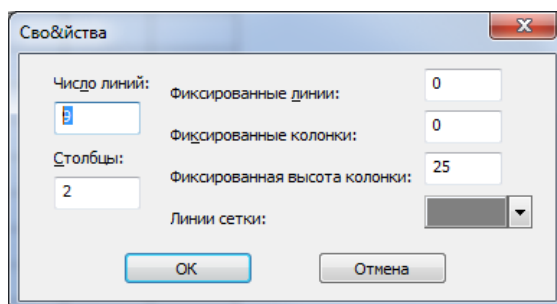 Сво&йства
Число линий:
9
Столбцы:
2
Фиксированные линии:
0
Фиксированные колонки:
0
Фиксированная высота колонки:
25
Линии сетки:
OK
Отмена